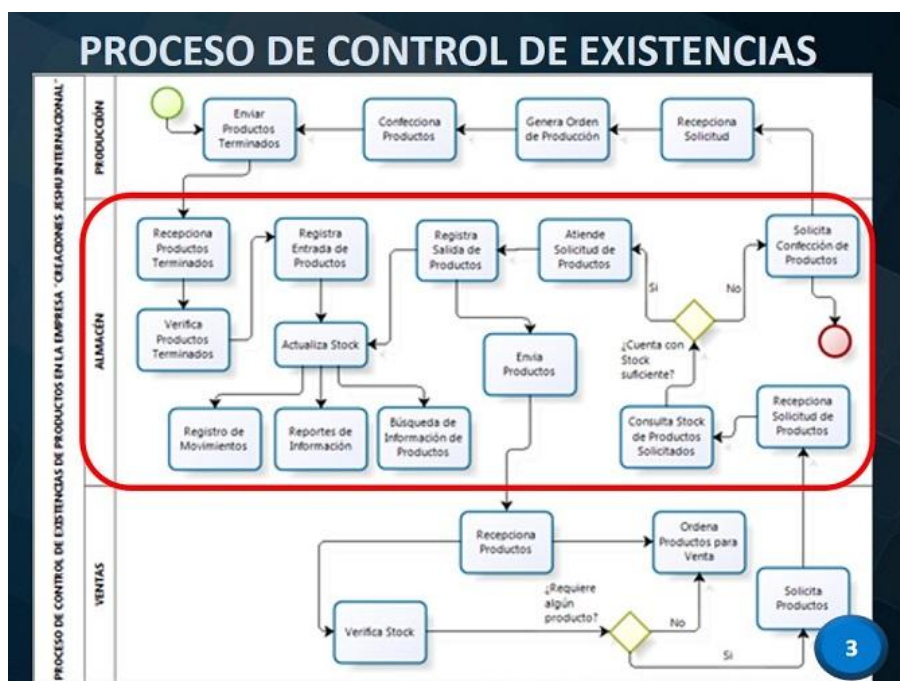 PROCESO DE CONTROL DE EXISTENCIAS
PROCESO DE CONTROL DE EXISTENCIAS DE PRODUCTOS EN LA EMPRESA "CREACIONES JESHU INTERNACIONAL"
PRODUCCIÓN
Enviar
Productos
Terminados
Confecciona
Productos
Genera Orden
de Producción
Recepciona
Solicitud
ALMACÉN
Recepciona
Productos
Terminados
Registra
Entrada de
Productos
Registra
Salida de
Productos
Atiende
Solicitud de
Productos
Solicita
Confección de
Productos
Si
No
Verifica
Productos
Terminados
Actualiza Stock
Envia
Productos
¿Cuenta con
Stock
suficiente?
Registro de
Movimientos
Reportes de
Información
Búsqueda de
Información de
Productos
Consulta Stock
de Productos
Solicitados
Recepciona
Solicitud de
Productos
VENTAS
Recepciona
Productos
Ordena
Productos para
Venta
¿Requiere
algún
producto?
Solicita
Productos
Verifica Stock
No
Si
3